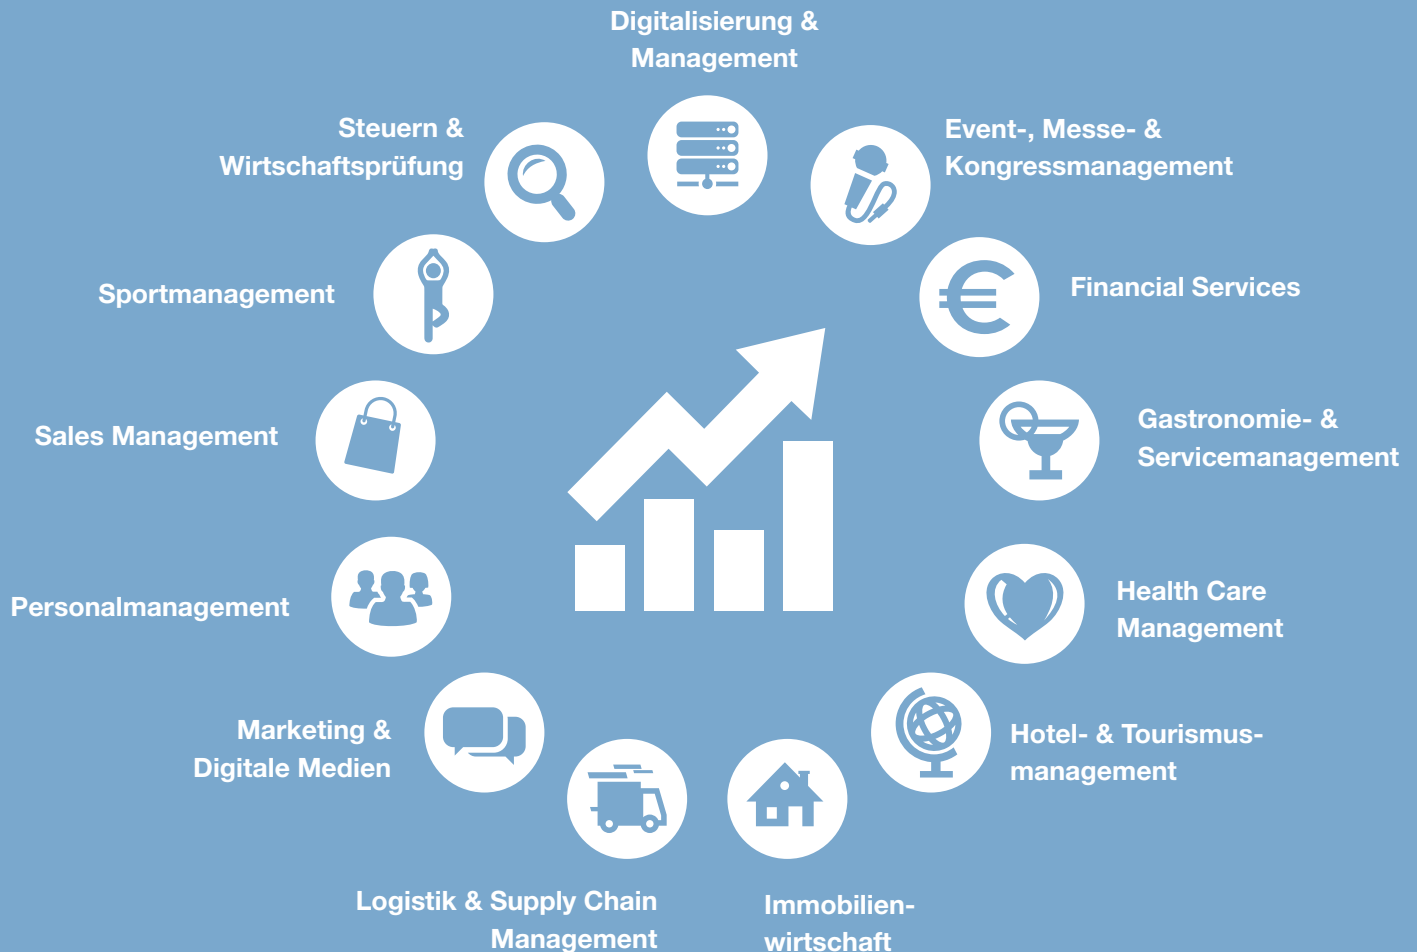 Digitalisierung &
Management
Event-, Messe- &
Kongressmanagement
Financial Services
Gastronomie- &
Servicemanagement
Health Care
Management
Hotel- & Tourismus-
management
Immobilien-
wirtschaft
Logistik & Supply Chain
Management
Marketing &
Digitale Medien
Personalmanagement
Sales Management
Sportmanagement
Steuern &
Wirtschaftsprüfung